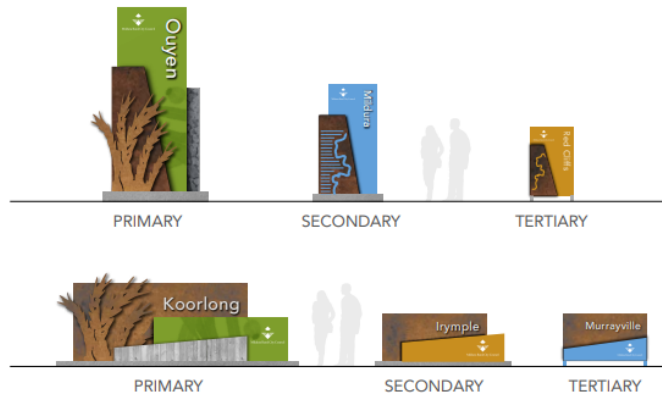 Ouyen
Mildura
Red Cliffs
PRIMARY
SECONDARY
TERTIARY
Koorlong
Irymple
Murrayville
PRIMARY
SECONDARY
TERTIARY